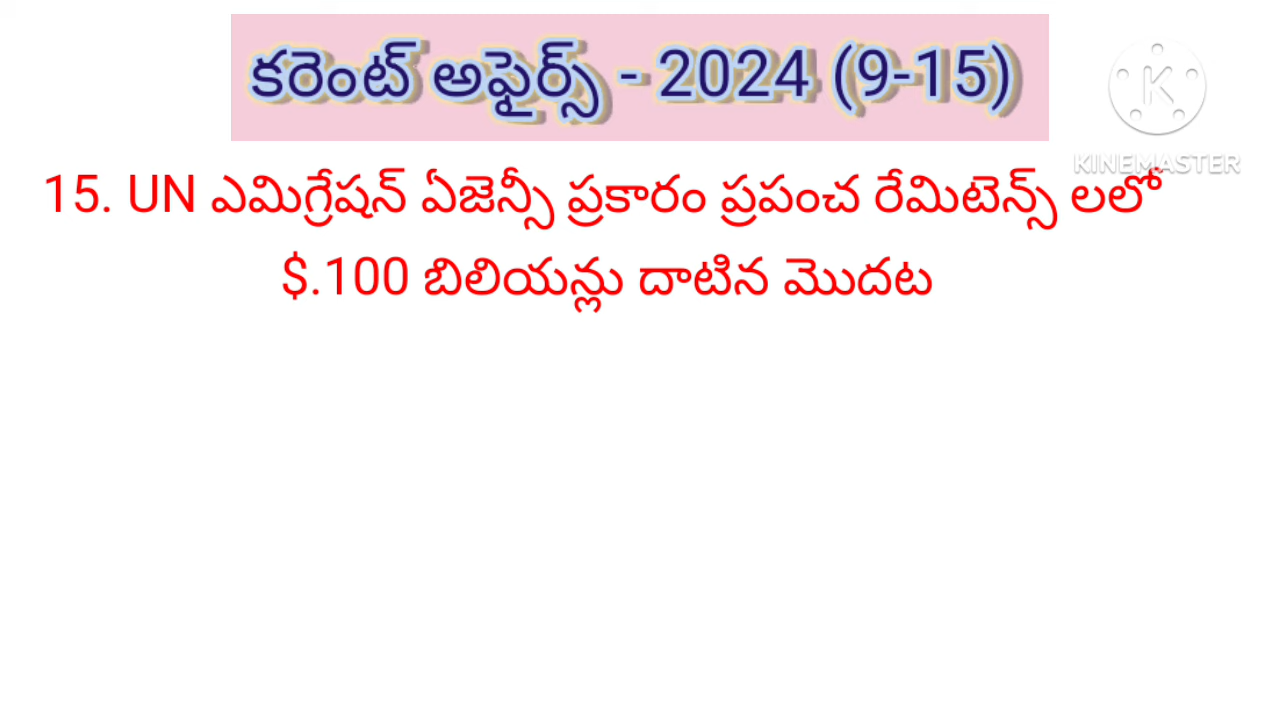 కరెంట్ అఫైర్స్ - 2024 (9-15)
KINEMASTER
15. UN ఎమిగ్రేషన్ ఏజెన్సీ ప్రకారం ప్రపంచ రేమిటెన్స్ లలో
$.100 బిలియన్లు దాటిన మొదట